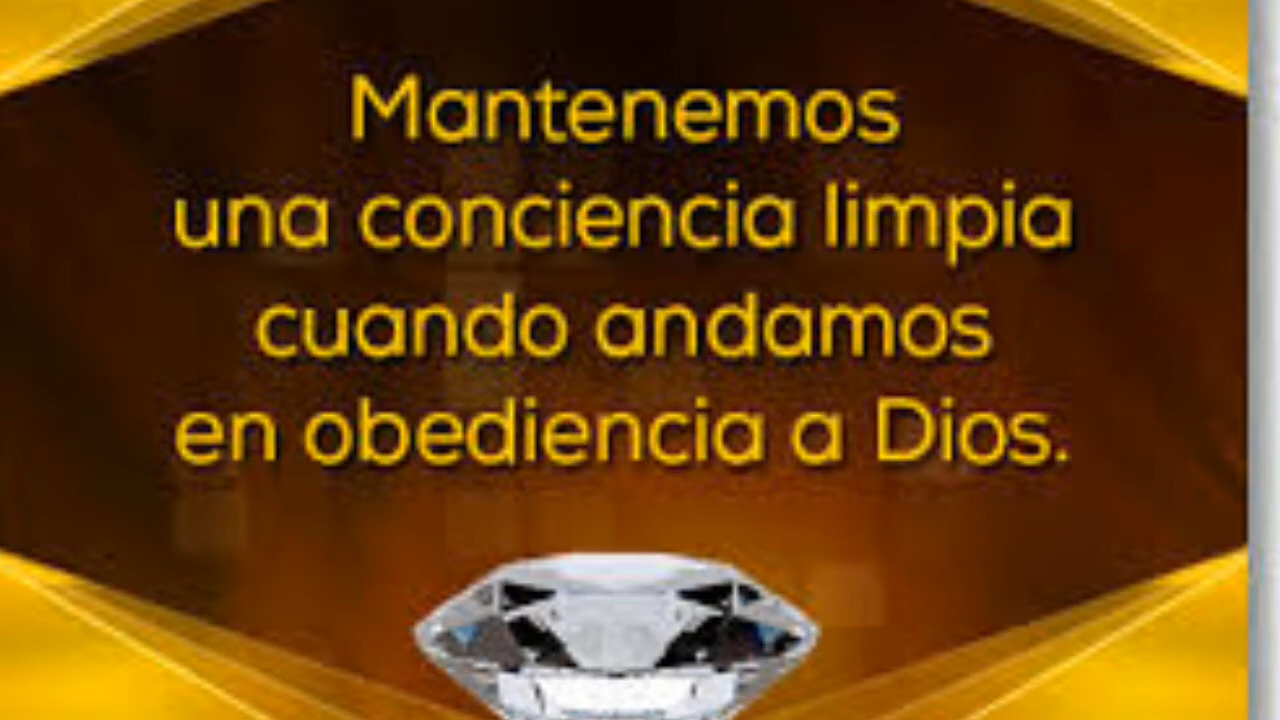 Mantenemos
una conciencia limpia
cuando andamos
en obediencia a Dios.